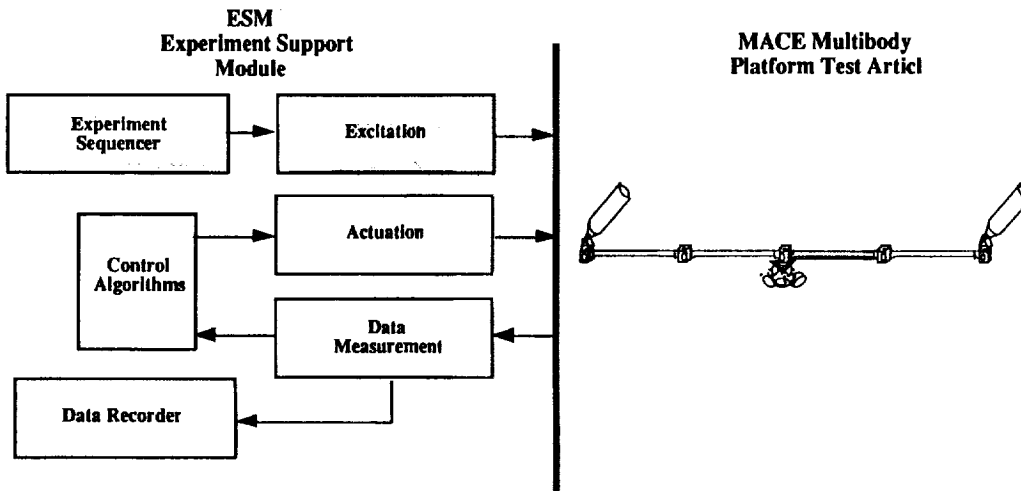 ESM
Experiment Support
Module
MACE Multibody
Platform Test Articl
Experiment
Sequencer
Excitation
Actuation
Control
Algorithms
Data
Measurement
Data Recorder